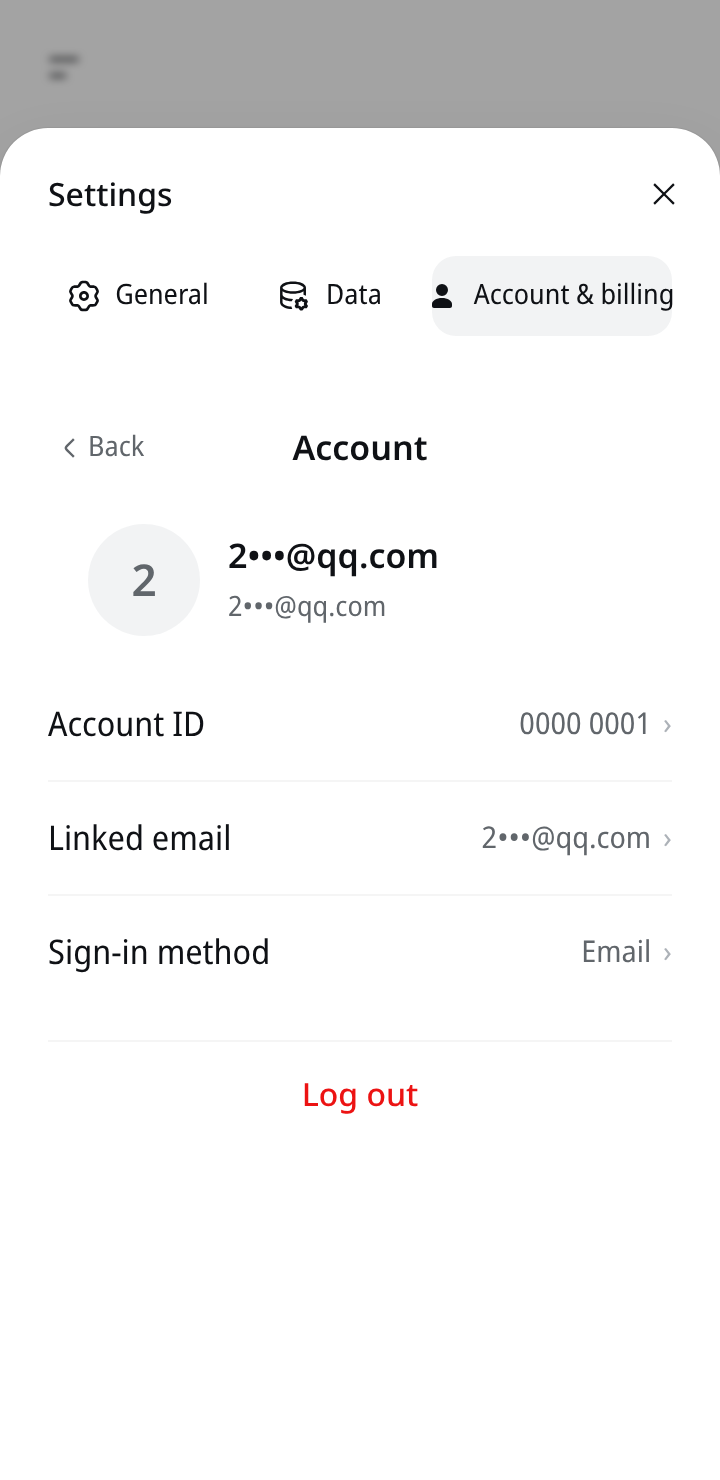 Settings
General
Data
Account & billing
Back
Account
2
2•••@qq.com
2•••@qq.com
Account ID
0000 0001
Linked email
2•••@qq.com
Sign-in method
Email
Log out